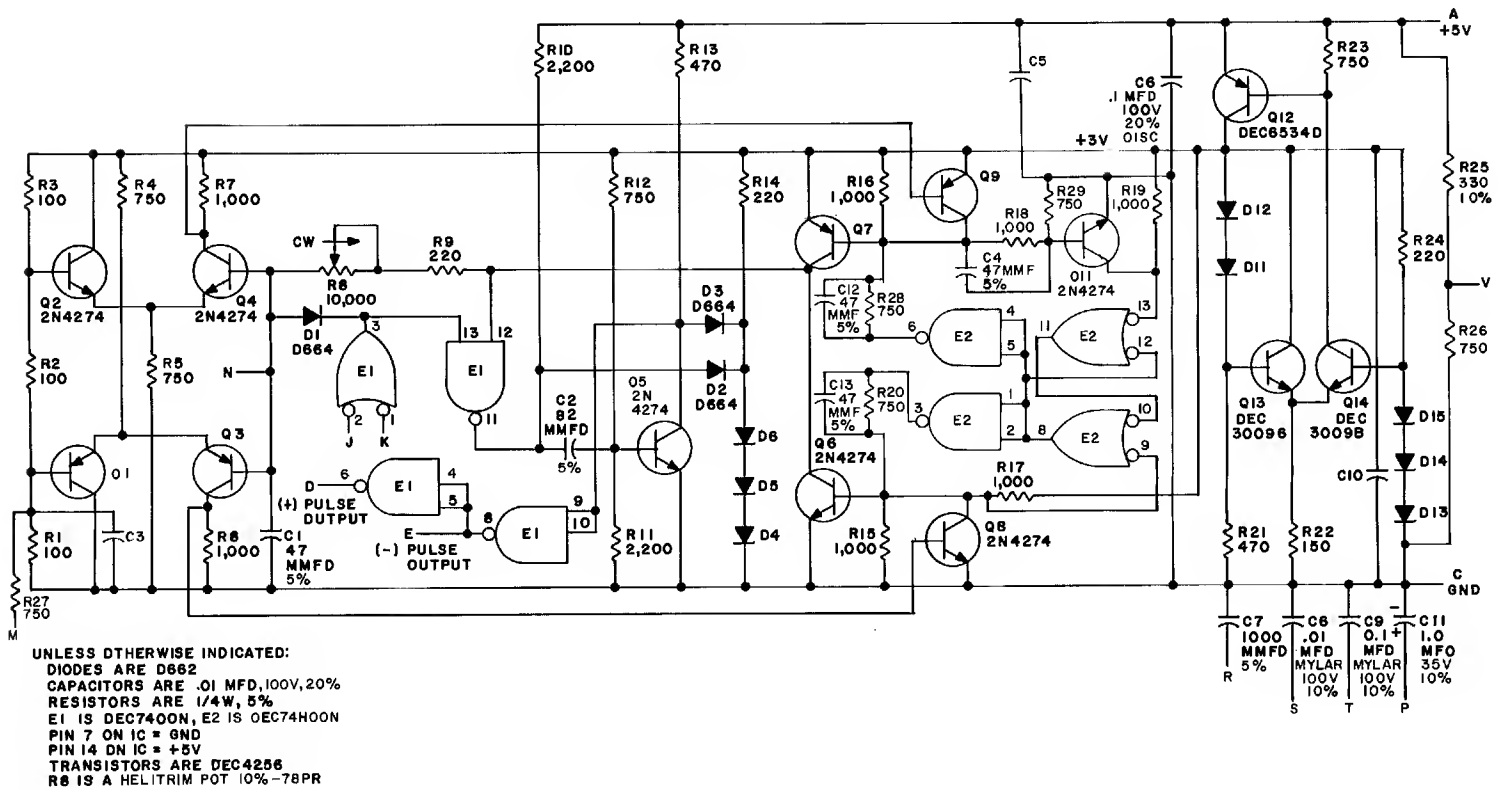 A
+5V
R10
2,200
R13
470
C5
C6
.1 MFD
100V
20%
OISC
R23
750
Q12
DEC6534D
+3V
R3
100
R4
750
R7
1,000
R12
750
R14
220
R16
1,000
Q9
R29
750
R19
1,000
R25
330
10%
D12
CW
R9
220
Q7
R18
1,000
C4
47MMF
5%
O11
2N4274
D11
R24
220
Q2
2N4274
Q4
2N4274
R8
10,000
D3
D664
C12
47
MMF
5%
R28
750
V
D1
D664
3
13
12
6
E2
4
5
11
E2
13
12
R2
100
R5
750
N
E1
E1
O5
2N
4274
D2
D664
C13
47
MMF
5%
R20
750
R26
750
2
1
J
K
11
C2
82
MMFD
5%
3
E2
1
2
8
E2
10
9
Q13
DEC
30096
Q14
DEC
3009B
D15
Q3
O1
D6
Q6
2N4274
D14
D
6
E1
4
5
(+) PULSE
DUTPUT
D5
R17
1,000
C10
D13
R1
100
C3
R6
1,000
C1
47
MMFD
5%
E
8
E1
9
10
(-) PULSE
OUTPUT
R11
2,200
D4
R15
1,000
Q8
2N4274
R21
470
R22
150
C
GND
R27
750
M
C7
1000
MMFD
5%
R
C6
.01
MFD
MYLAR
100V
10%
S
C9
0.1
MFD
MYLAR
100V
10%
T
−
+
C11
1.0
MFO
35V
10%
P
UNLESS DTHERWISE INDICATED:
DIODES ARE D662
CAPACITORS ARE .01 MFD,100V,20%
RESISTORS ARE 1/4W, 5%
E1 IS DEC7400N, E2 IS OEC74H00N
PIN 7 ON IC = GND
PIN 14 DN IC = +5V
TRANSISTORS ARE DEC4256
R8 IS A HELITRIM POT 10%-78PR